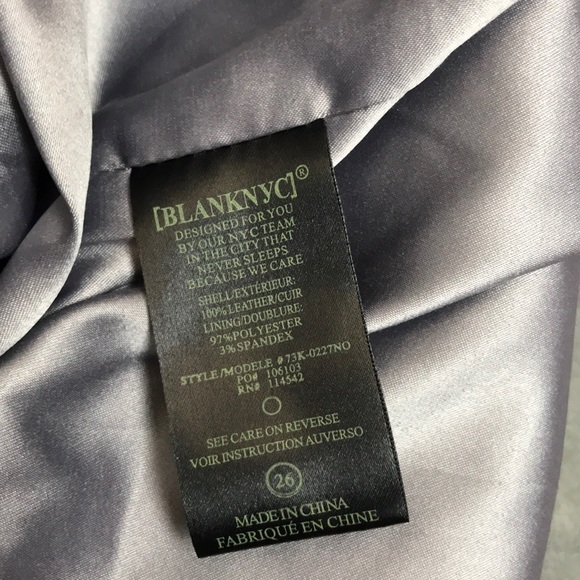 [BLANKNYC]®
DESIGNED FOR YOU
BY OUR NYC TEAM
IN THE CITY THAT
NEVER SLEEPS
BECAUSE WE CARE
SHELL/EXTÉRIEUR:
100% LEATHER/CUIR
LINING/DOUBLURE:
97% POLYESTER
3% SPANDEX
STYLE/MODELE #73K-0227NO
PO# 106103
RN# 114542
SEE CARE ON REVERSE
VOIR INSTRUCTION AUVERSO
26
MADE IN CHINA
FABRIQUÉ EN CHINE